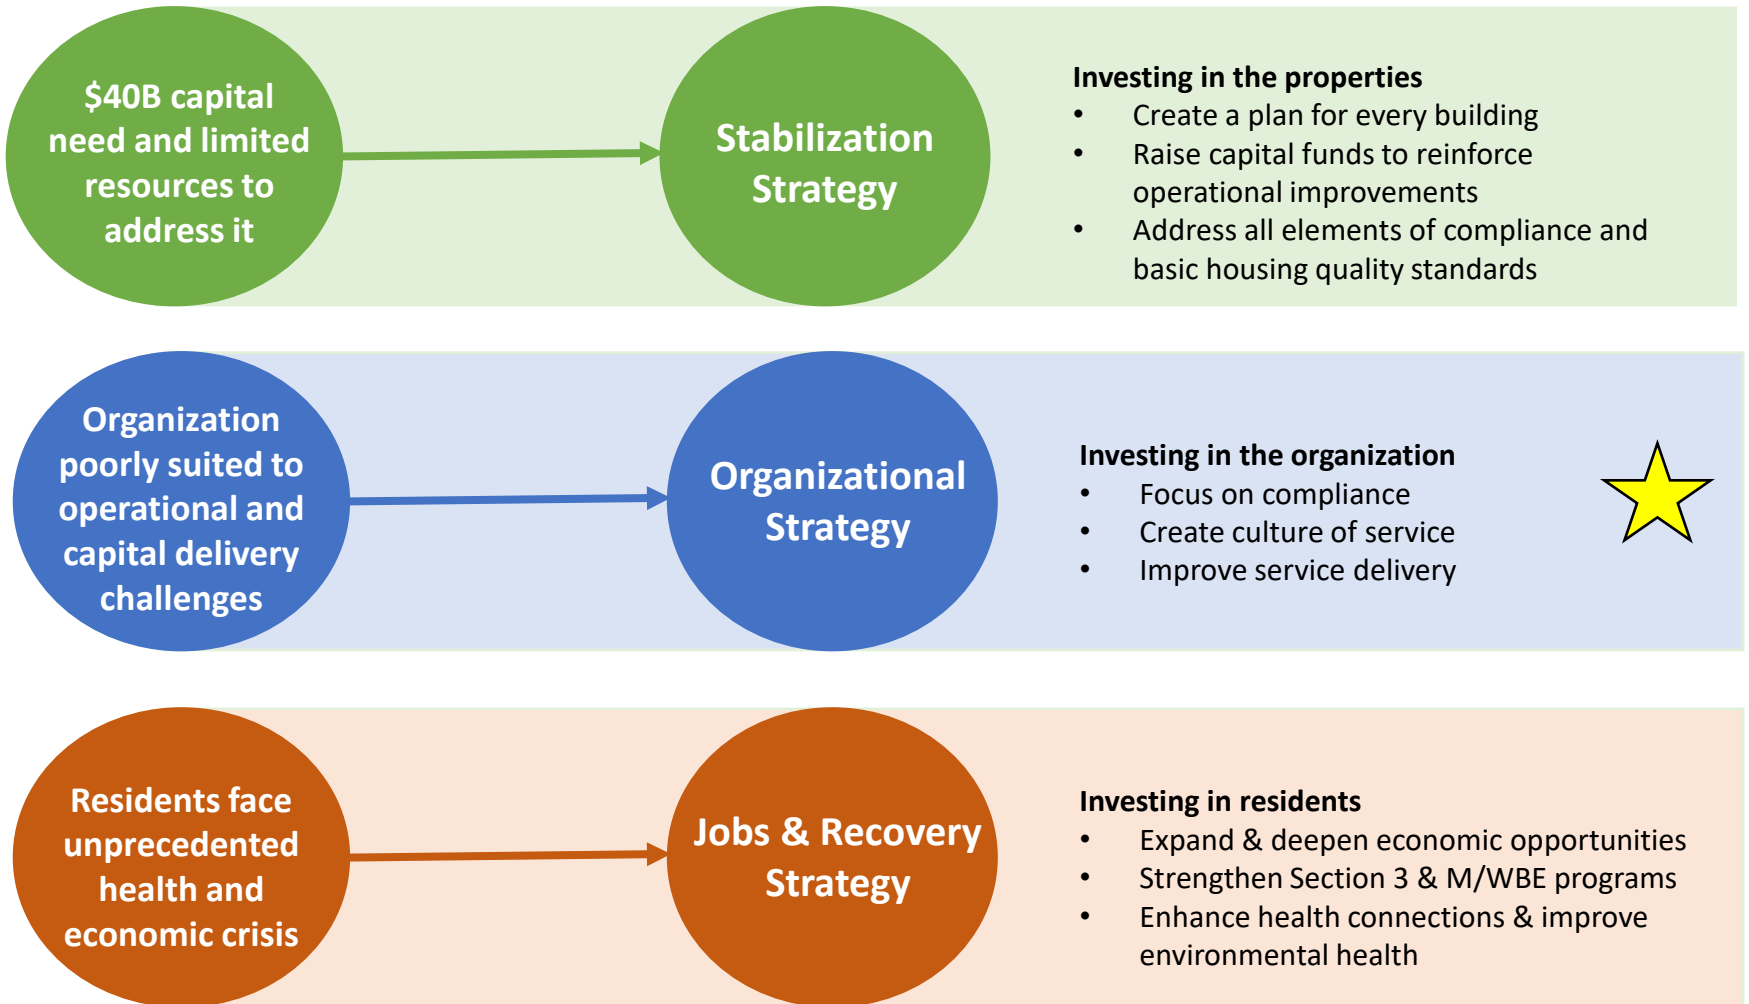 $40B capital
need and limited
resources to
address it
Stabilization
Strategy
Investing in the properties
• Create a plan for every building
• Raise capital funds to reinforce
operational improvements
• Address all elements of compliance and
basic housing quality standards
Organization
poorly suited to
operational and
capital delivery
challenges
Organizational
Strategy
Investing in the organization
• Focus on compliance
• Create culture of service
• Improve service delivery
Residents face
unprecedented
health and
economic crisis
Jobs & Recovery
Strategy
Investing in residents
• Expand & deepen economic opportunities
• Strengthen Section 3 & M/WBE programs
• Enhance health connections & improve
environmental health